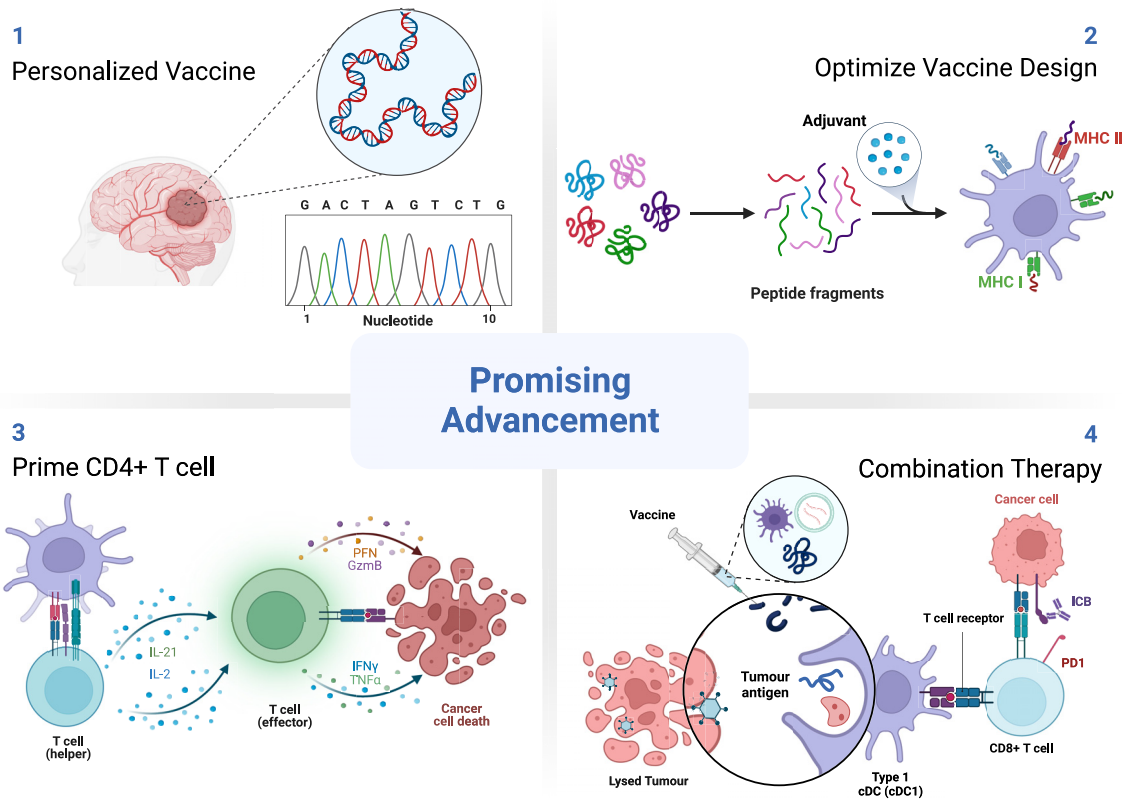 1
Personalized Vaccine
G A C T A G T C T G
1
10
Nucleotide
2
Optimize Vaccine Design
Adjuvant
MHC II
MHC I
Peptide fragments
Promising
Advancement
3
Prime CD4+ T cell
PFN
GzmB
IL-21
IL-2
IFNγ
TNFα
T cell
(helper)
T cell
(effector)
Cancer
cell death
4
Combination Therapy
Vaccine
Cancer cell
ICB
T cell receptor
PD1
Tumour
antigen
Lysed Tumour
Type 1
cDC (cDC1)
CD8+ T cell